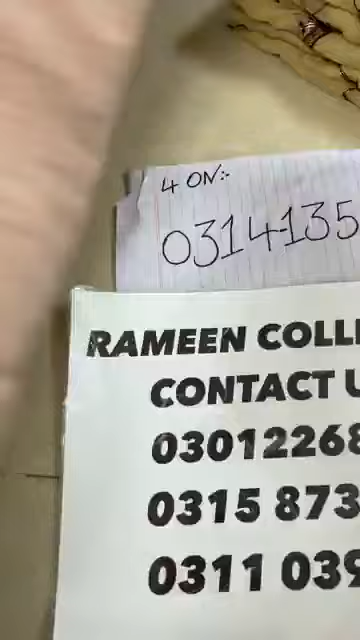 4 ON:-
0314-135
RAMEEN COLL
CONTACT U
03012268
0315 873
0311 039